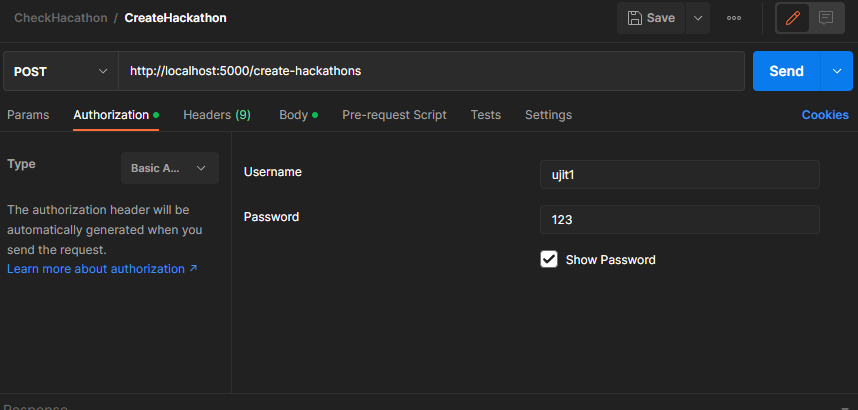 CheckHacathon / CreateHackathon
Save
POST http://localhost:5000/create-hackathons Send
Params Authorization Headers (9) Body Pre-request Script Tests Settings Cookies
Type Basic A...
The authorization header will be
automatically generated when you
send the request.
Learn more about authorization ↗
Username ujit1
Password 123
Show Password
Response